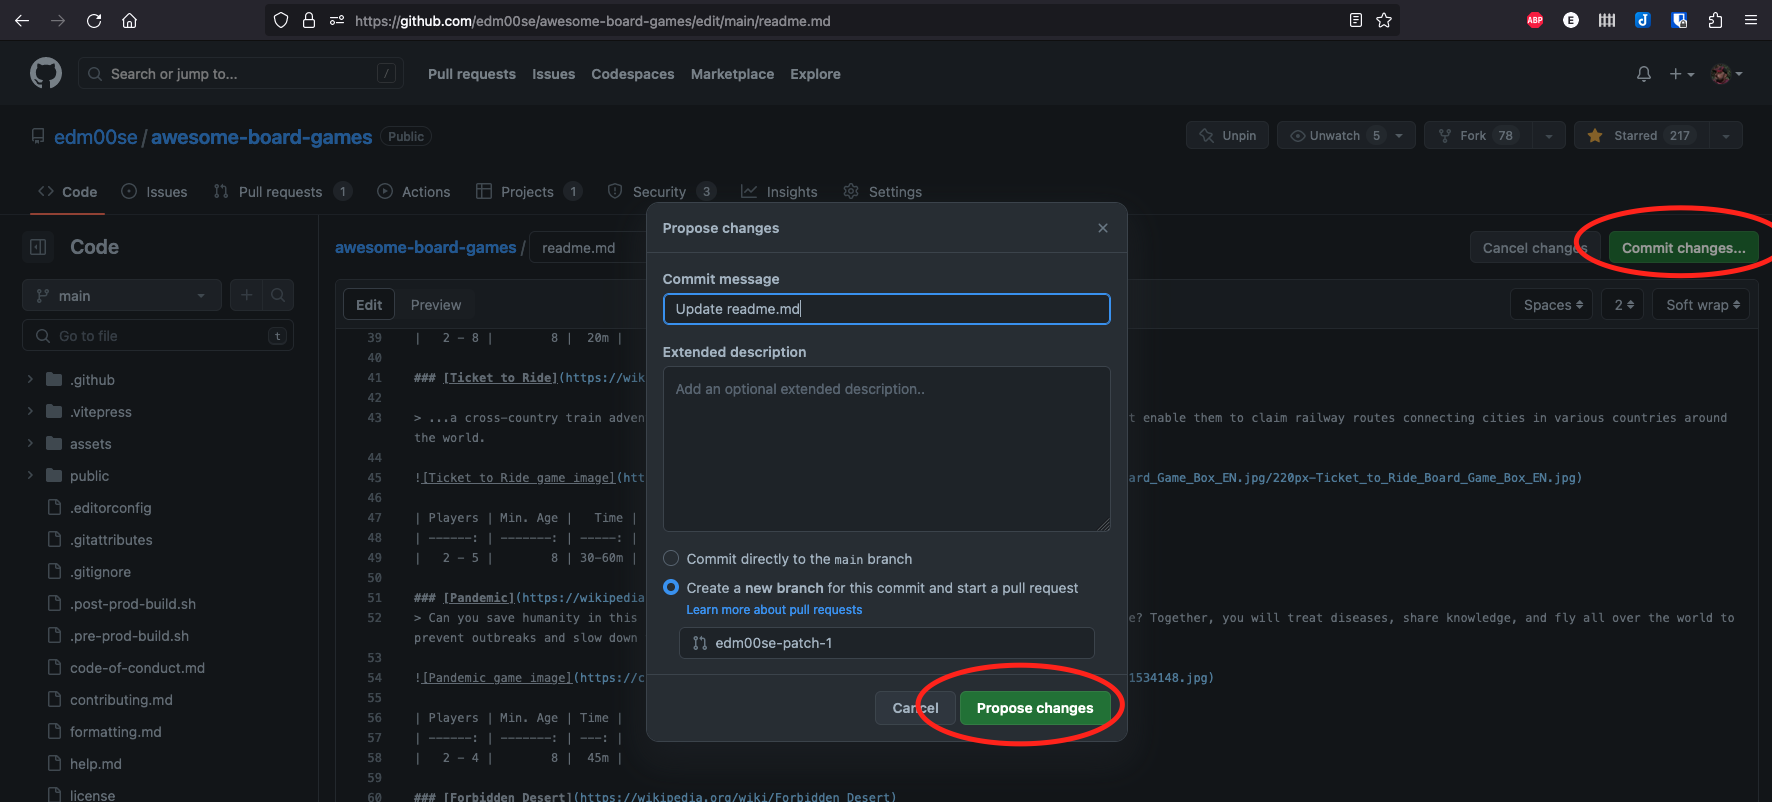 https://github.com/edm00se/awesome-board-games/edit/main/readme.md
ABP
E
J
Search or jump to...
/
Pull requests
Issues
Codespaces
Marketplace
Explore
edm00se / awesome-board-games
Public
Unpin
Unwatch 5
Fork 78
Starred 217
Code
Issues
Pull requests 1
Actions
Projects 1
Security 3
Insights
Settings
Code
awesome-board-games / readme.md
Cancel changes
Commit changes...
main
Go to file
t
.github
.vitepress
assets
public
.editorconfig
.gitattributes
.gitignore
.post-prod-build.sh
.pre-prod-build.sh
code-of-conduct.md
contributing.md
formatting.md
help.md
license
Edit
Preview
Spaces
2
Soft wrap
39 | 2 - 8 | 8 | 20m |
40
41 ### [Ticket to Ride](https://wik
42
43 > ...a cross-country train adven t enable them to claim railway routes connecting cities in various countries around
the world.
44
45 ![Ticket to Ride game image](htt ard_Game_Box_EN.jpg/220px-Ticket_to_Ride_Board_Game_Box_EN.jpg)
46
47 | Players | Min. Age | Time |
48 | ------: | -------: | -----: |
49 | 2 - 5 | 8 | 30-60m |
50
51 ### [Pandemic](https://wikipedia
52 > Can you save humanity in this e? Together, you will treat diseases, share knowledge, and fly all over the world to
prevent outbreaks and slow down
53
54 ![Pandemic game image](https://c 1534148.jpg)
55
56 | Players | Min. Age | Time |
57 | ------: | -------: | ---: |
58 | 2 - 4 | 8 | 45m |
59
60 ### [Forbidden Desert](https://wikipedia.org/wiki/Forbidden_Desert)
Propose changes
Commit message
Update readme.md
Extended description
Add an optional extended description..
Commit directly to the main branch
Create a new branch for this commit and start a pull request
Learn more about pull requests
edm00se-patch-1
Cancel
Propose changes